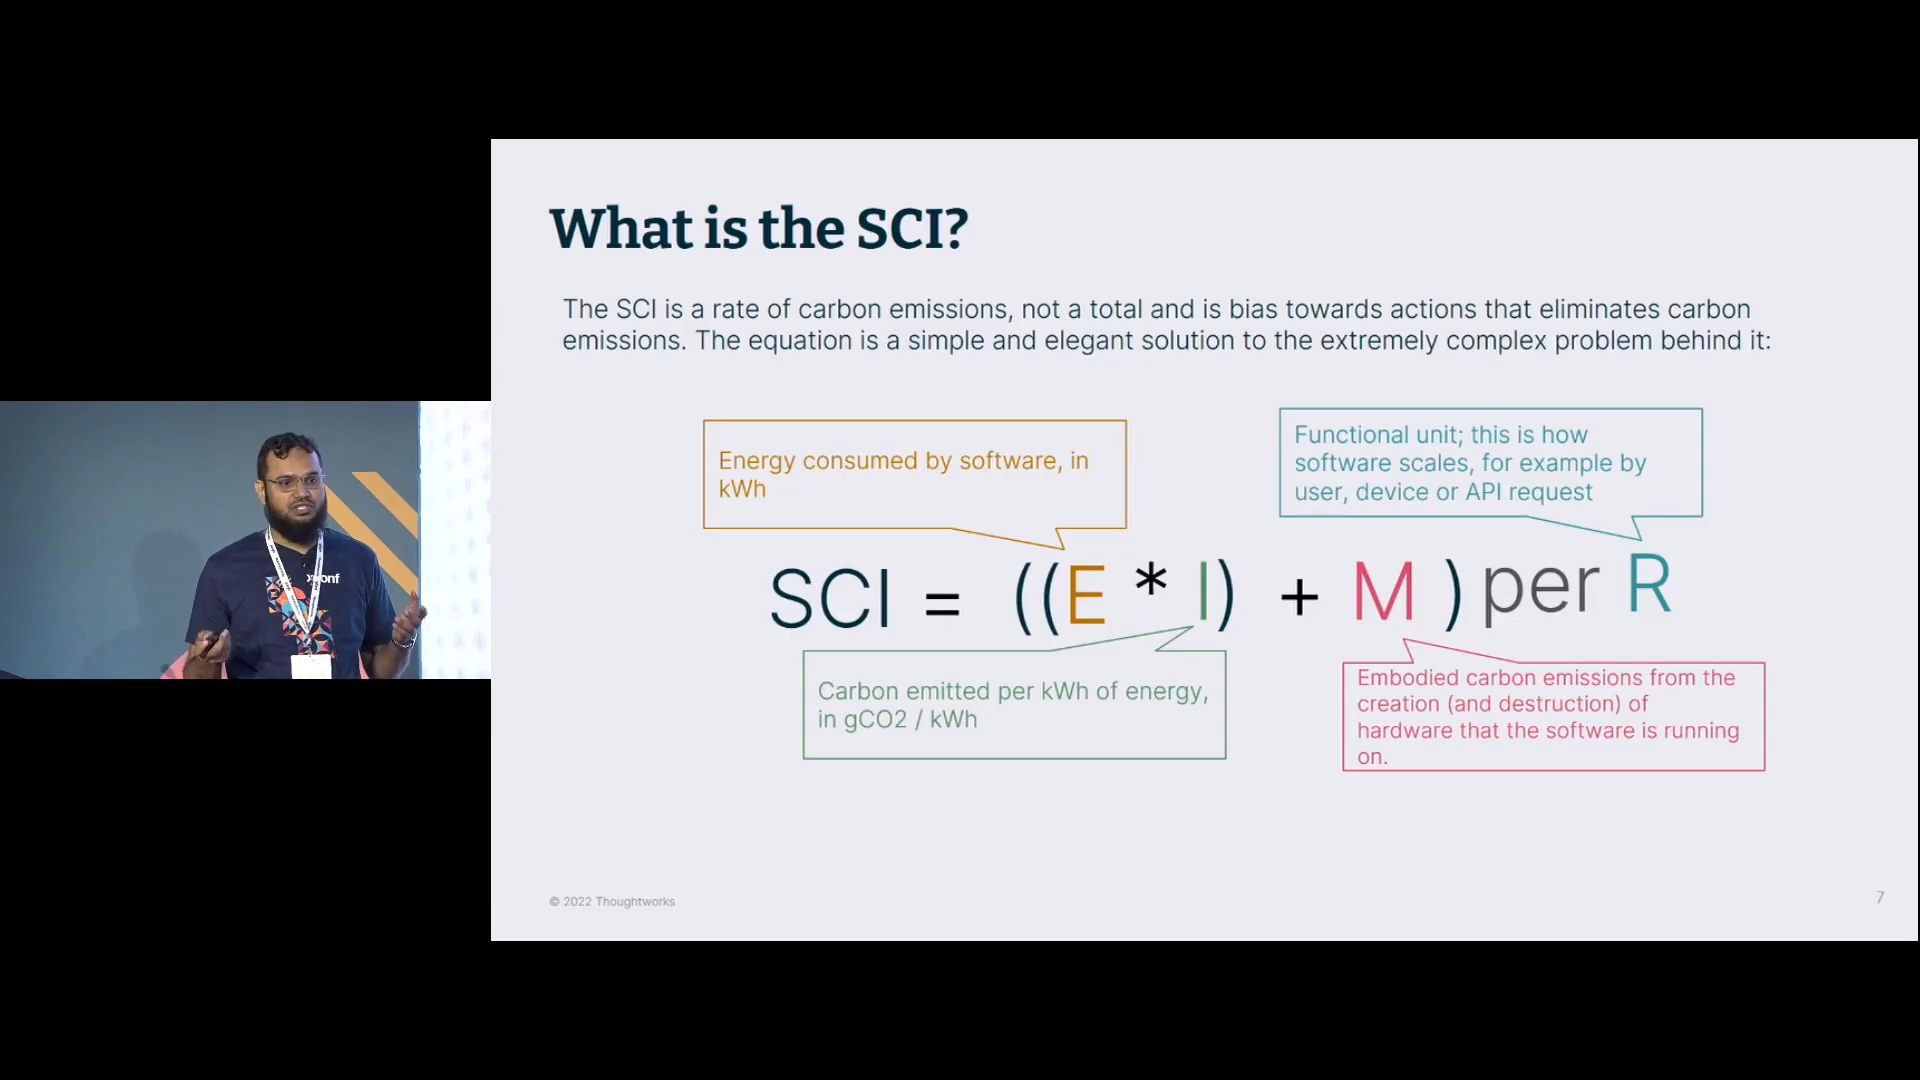 What is the SCI?
The SCI is a rate of carbon emissions, not a total and is bias towards actions that eliminates carbon
emissions. The equation is a simple and elegant solution to the extremely complex problem behind it:
Energy consumed by software, in
kWh
Functional unit; this is how
software scales, for example by
user, device or API request
SCI = ((E * I) + M ) per R
Carbon emitted per kWh of energy,
in gCO2 / kWh
Embodied carbon emissions from the
creation (and destruction) of
hardware that the software is running
on.
© 2022 Thoughtworks
7